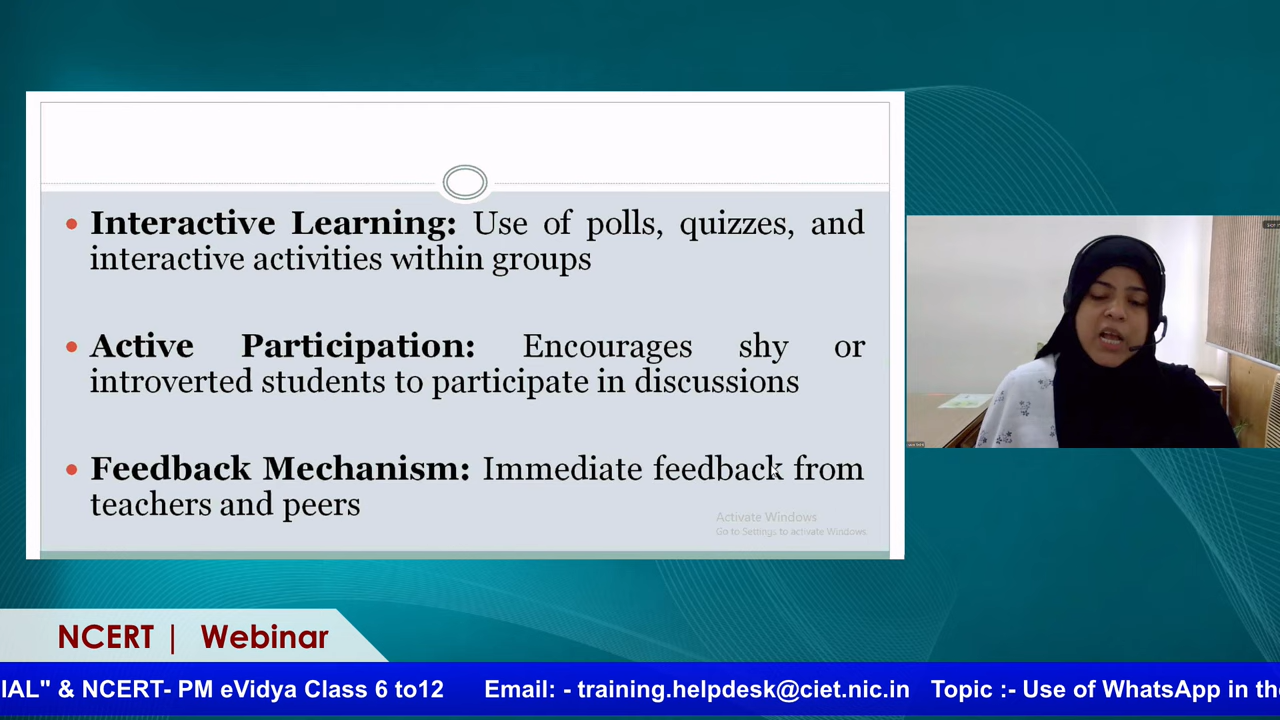 • Interactive Learning: Use of polls, quizzes, and
interactive activities within groups
• Active Participation: Encourages shy or
introverted students to participate in discussions
• Feedback Mechanism: Immediate feedback from
teachers and peers
Activate Windows
Go to Settings to activate Windows.
NCERT | Webinar
IAL" & NCERT- PM eVidya Class 6 to12 Email: - training.helpdesk@ciet.nic.in Topic :- Use of WhatsApp in the